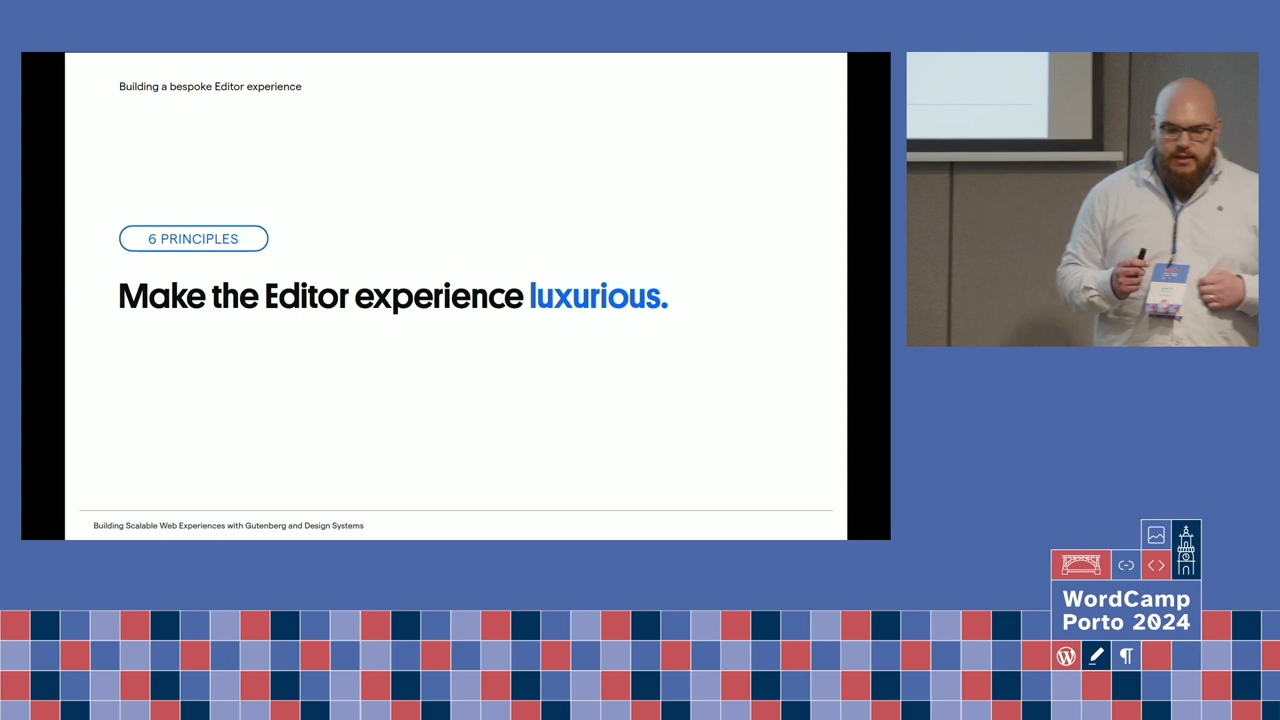 Building a bespoke Editor experience
6 PRINCIPLES
Make the Editor experience luxurious.
Building Scalable Web Experiences with Gutenberg and Design Systems
WordCamp
Porto 2024